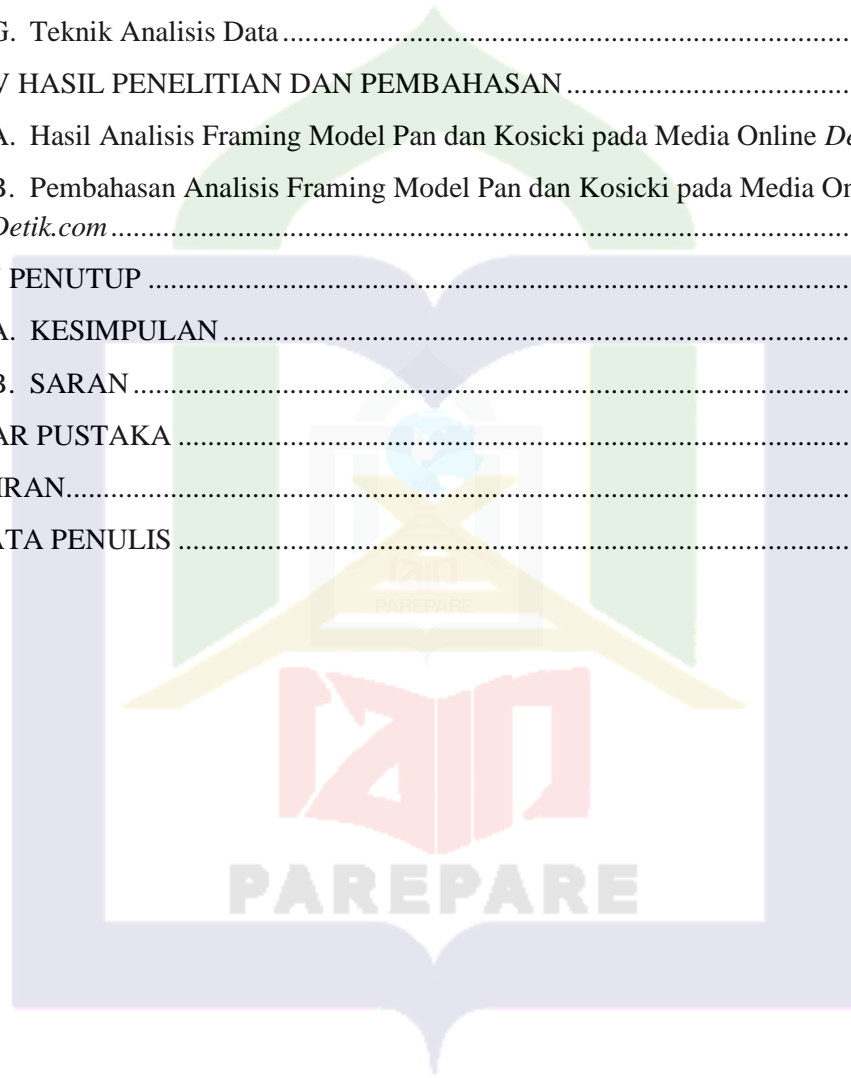 G. Teknik Analisis Data ..........................................................................
V HASIL PENELITIAN DAN PEMBAHASAN ........................................
A. Hasil Analisis Framing Model Pan dan Kosicki pada Media Online De
B. Pembahasan Analisis Framing Model Pan dan Kosicki pada Media On
Detik.com ..........................................................................
PENUTUP ..........................................................................
A. KESIMPULAN ..........................................................................
B. SARAN ..........................................................................
AR PUSTAKA ..........................................................................
IRAN ..........................................................................
ATA PENULIS ..........................................................................
iain
PAREPARE
iain
PAREPARE